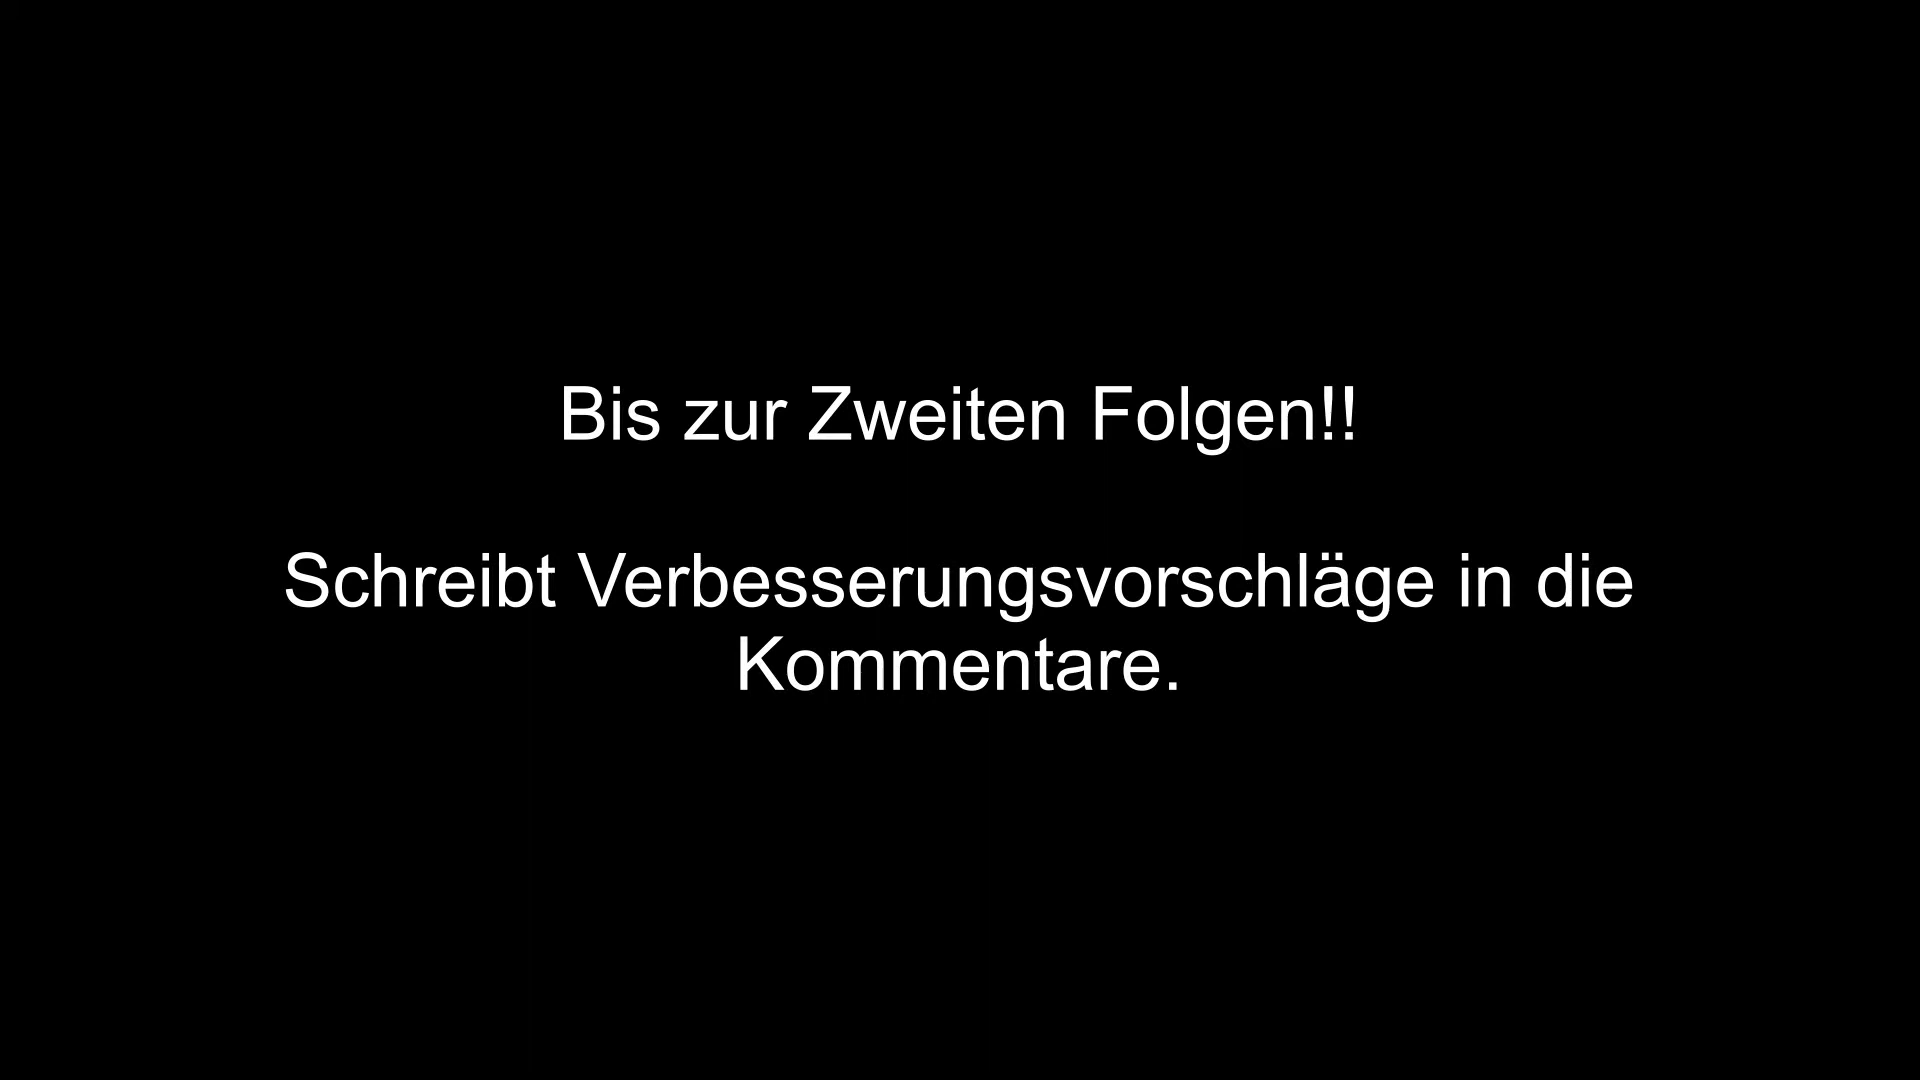 Bis zur Zweiten Folgen!!
Schreibt Verbesserungsvorschläge in die
Kommentare.